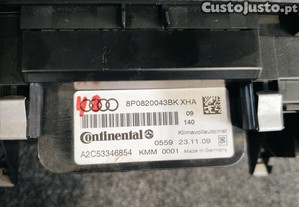 CustoJusto.pt
8P0820043BK XHA
09
140
Continental
Klimavollautomat
0559 23.11.09
A2C53346854 KMM 0001 Made in Germany